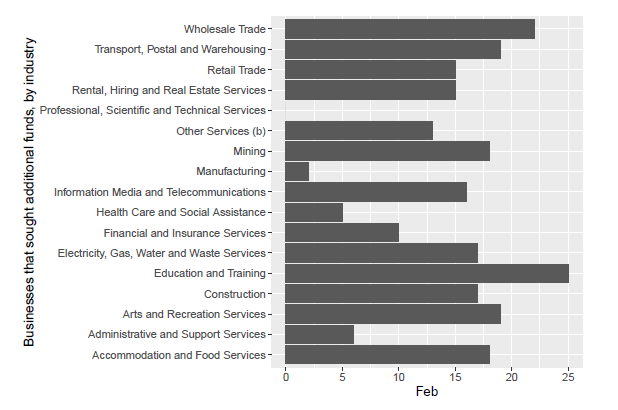 Businesses that sought additional funds, by industry
Wholesale Trade
Transport, Postal and Warehousing
Retail Trade
Rental, Hiring and Real Estate Services
Professional, Scientific and Technical Services
Other Services (b)
Mining
Manufacturing
Information Media and Telecommunications
Health Care and Social Assistance
Financial and Insurance Services
Electricity, Gas, Water and Waste Services
Education and Training
Construction
Arts and Recreation Services
Administrative and Support Services
Accommodation and Food Services
0 5 10 15 20 25
Feb